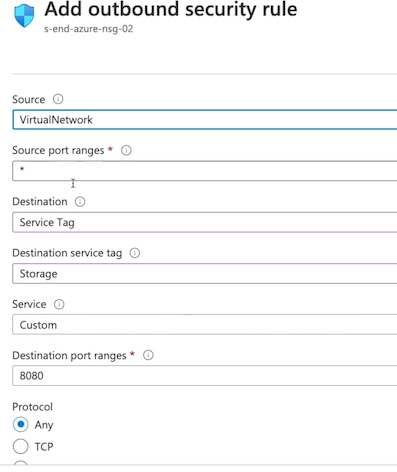 Add outbound security rule
s-end-azure-nsg-02
Source
VirtualNetwork
Source port ranges *
*
Destination
Service Tag
Destination service tag
Storage
Service
Custom
Destination port ranges *
8080
Protocol
Any
TCP